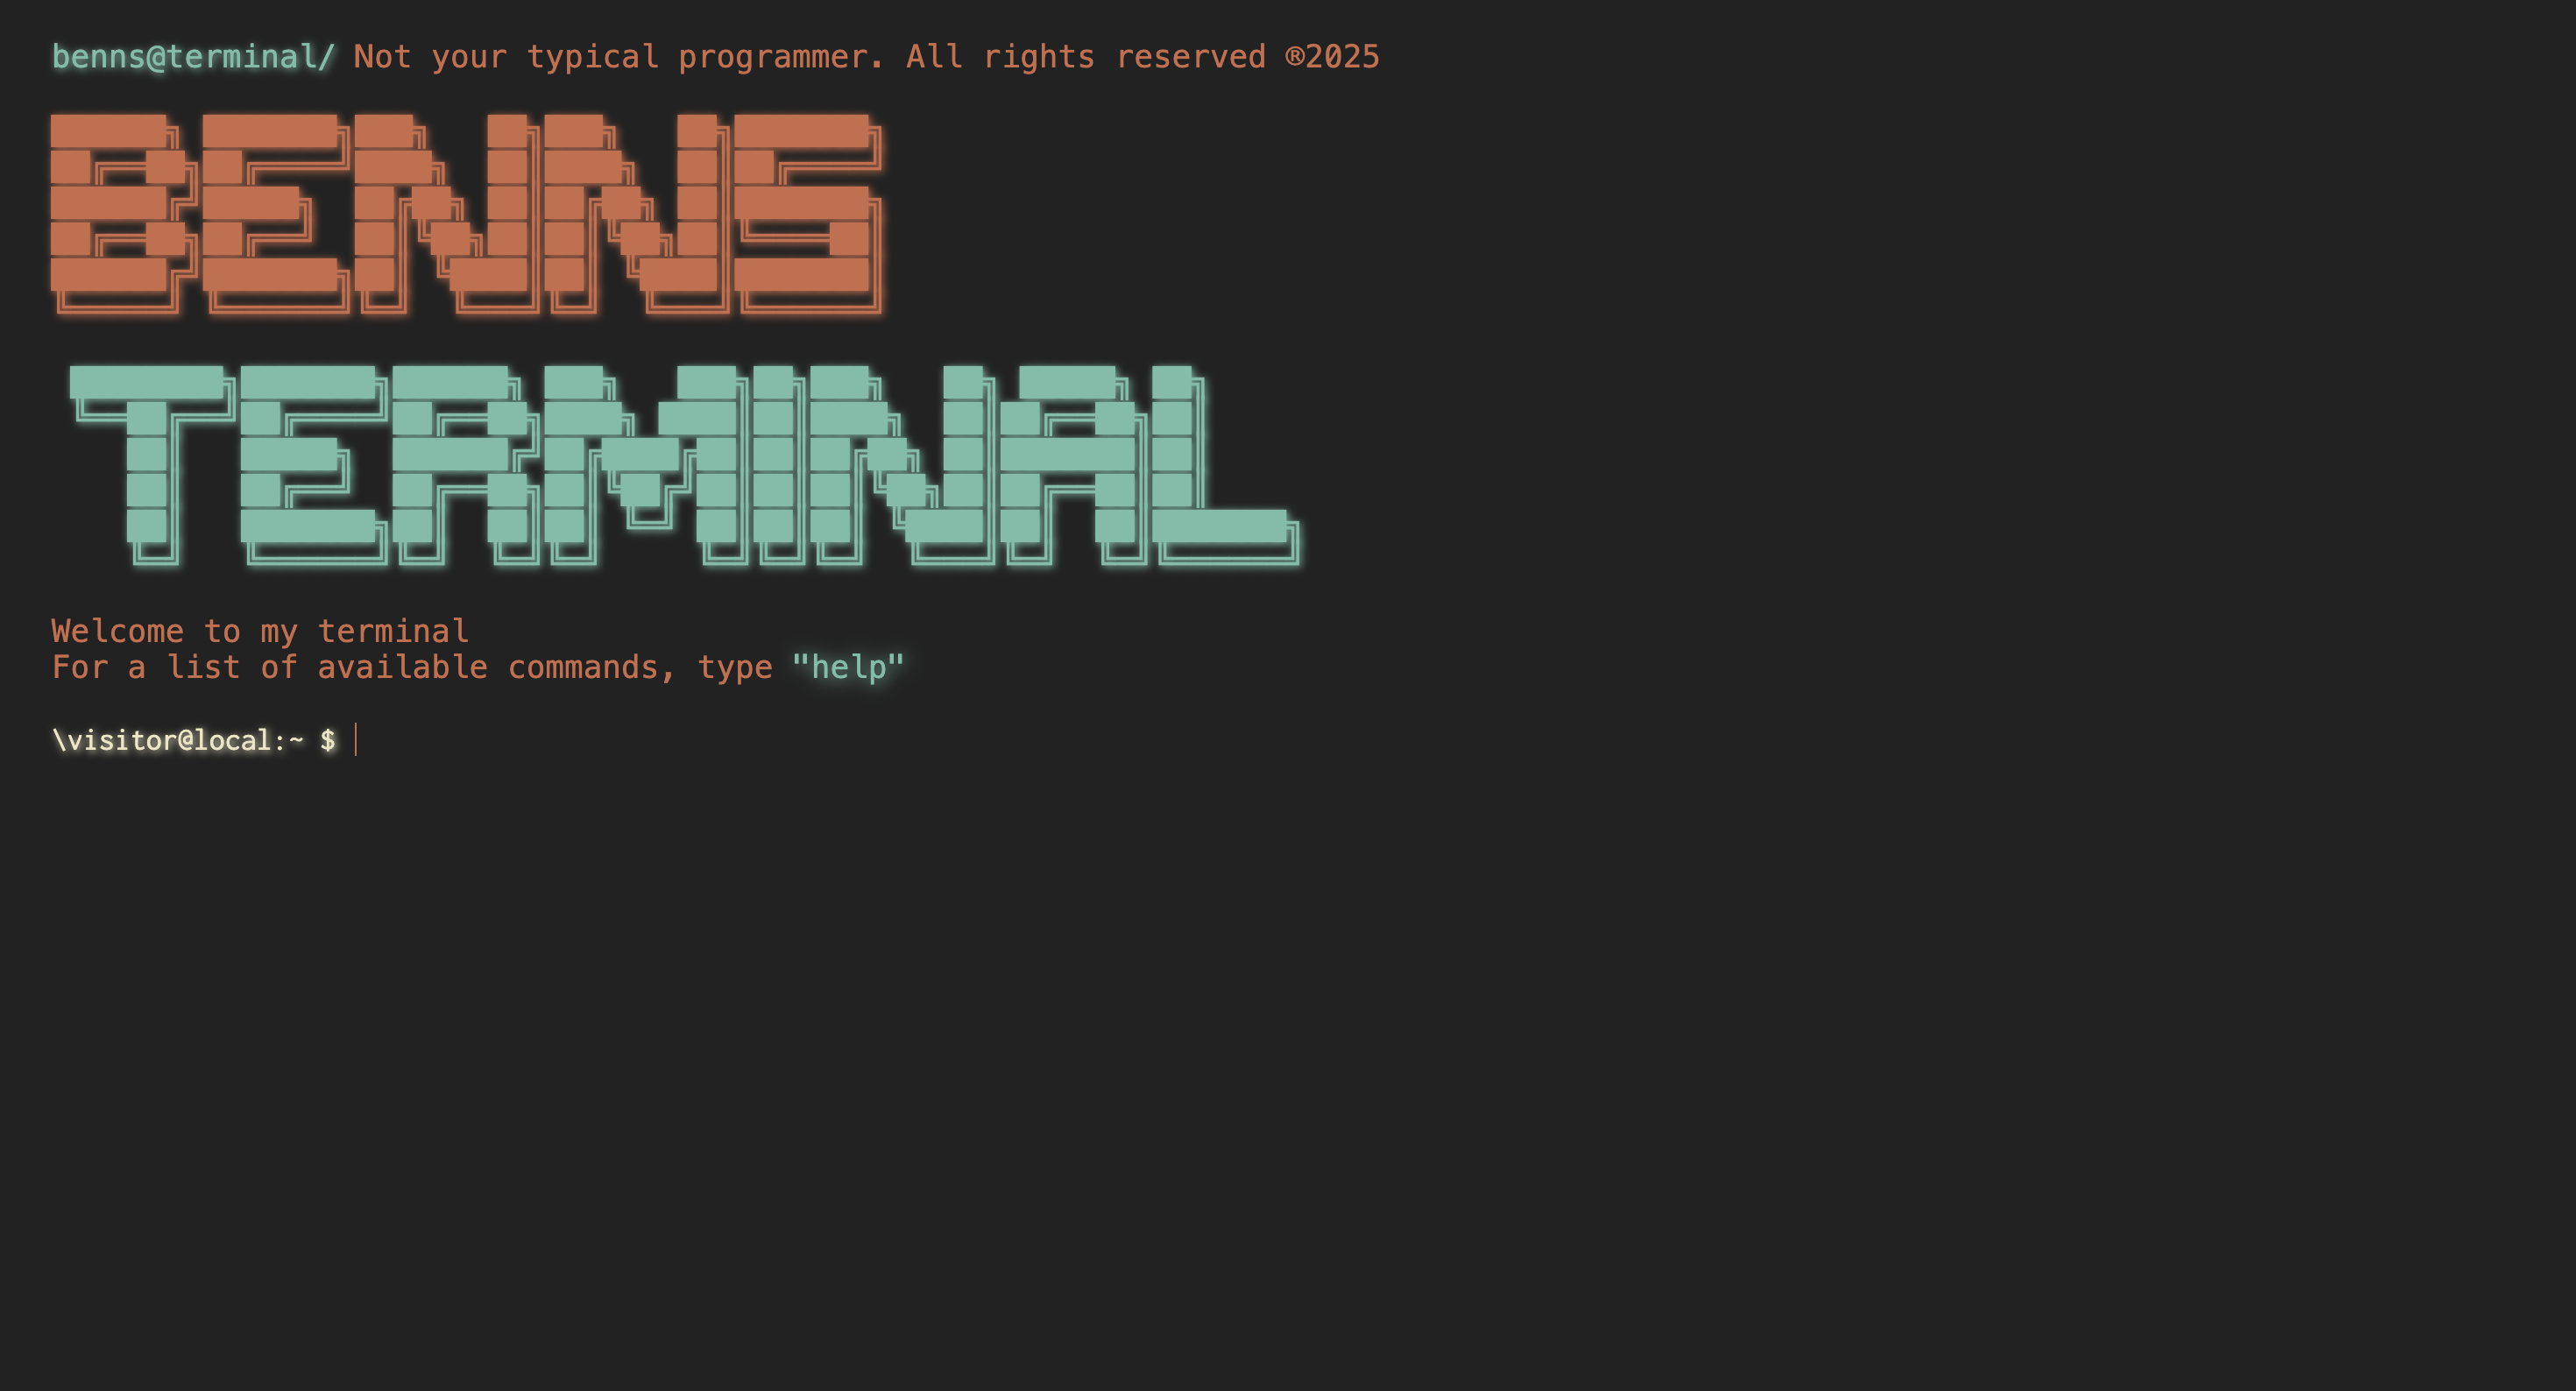 benns@terminal/ Not your typical programmer. All rights reserved ®2025
BENNS
TERMINAL
Welcome to my terminal
For a list of available commands, type "help"
\visitor@local:~ $